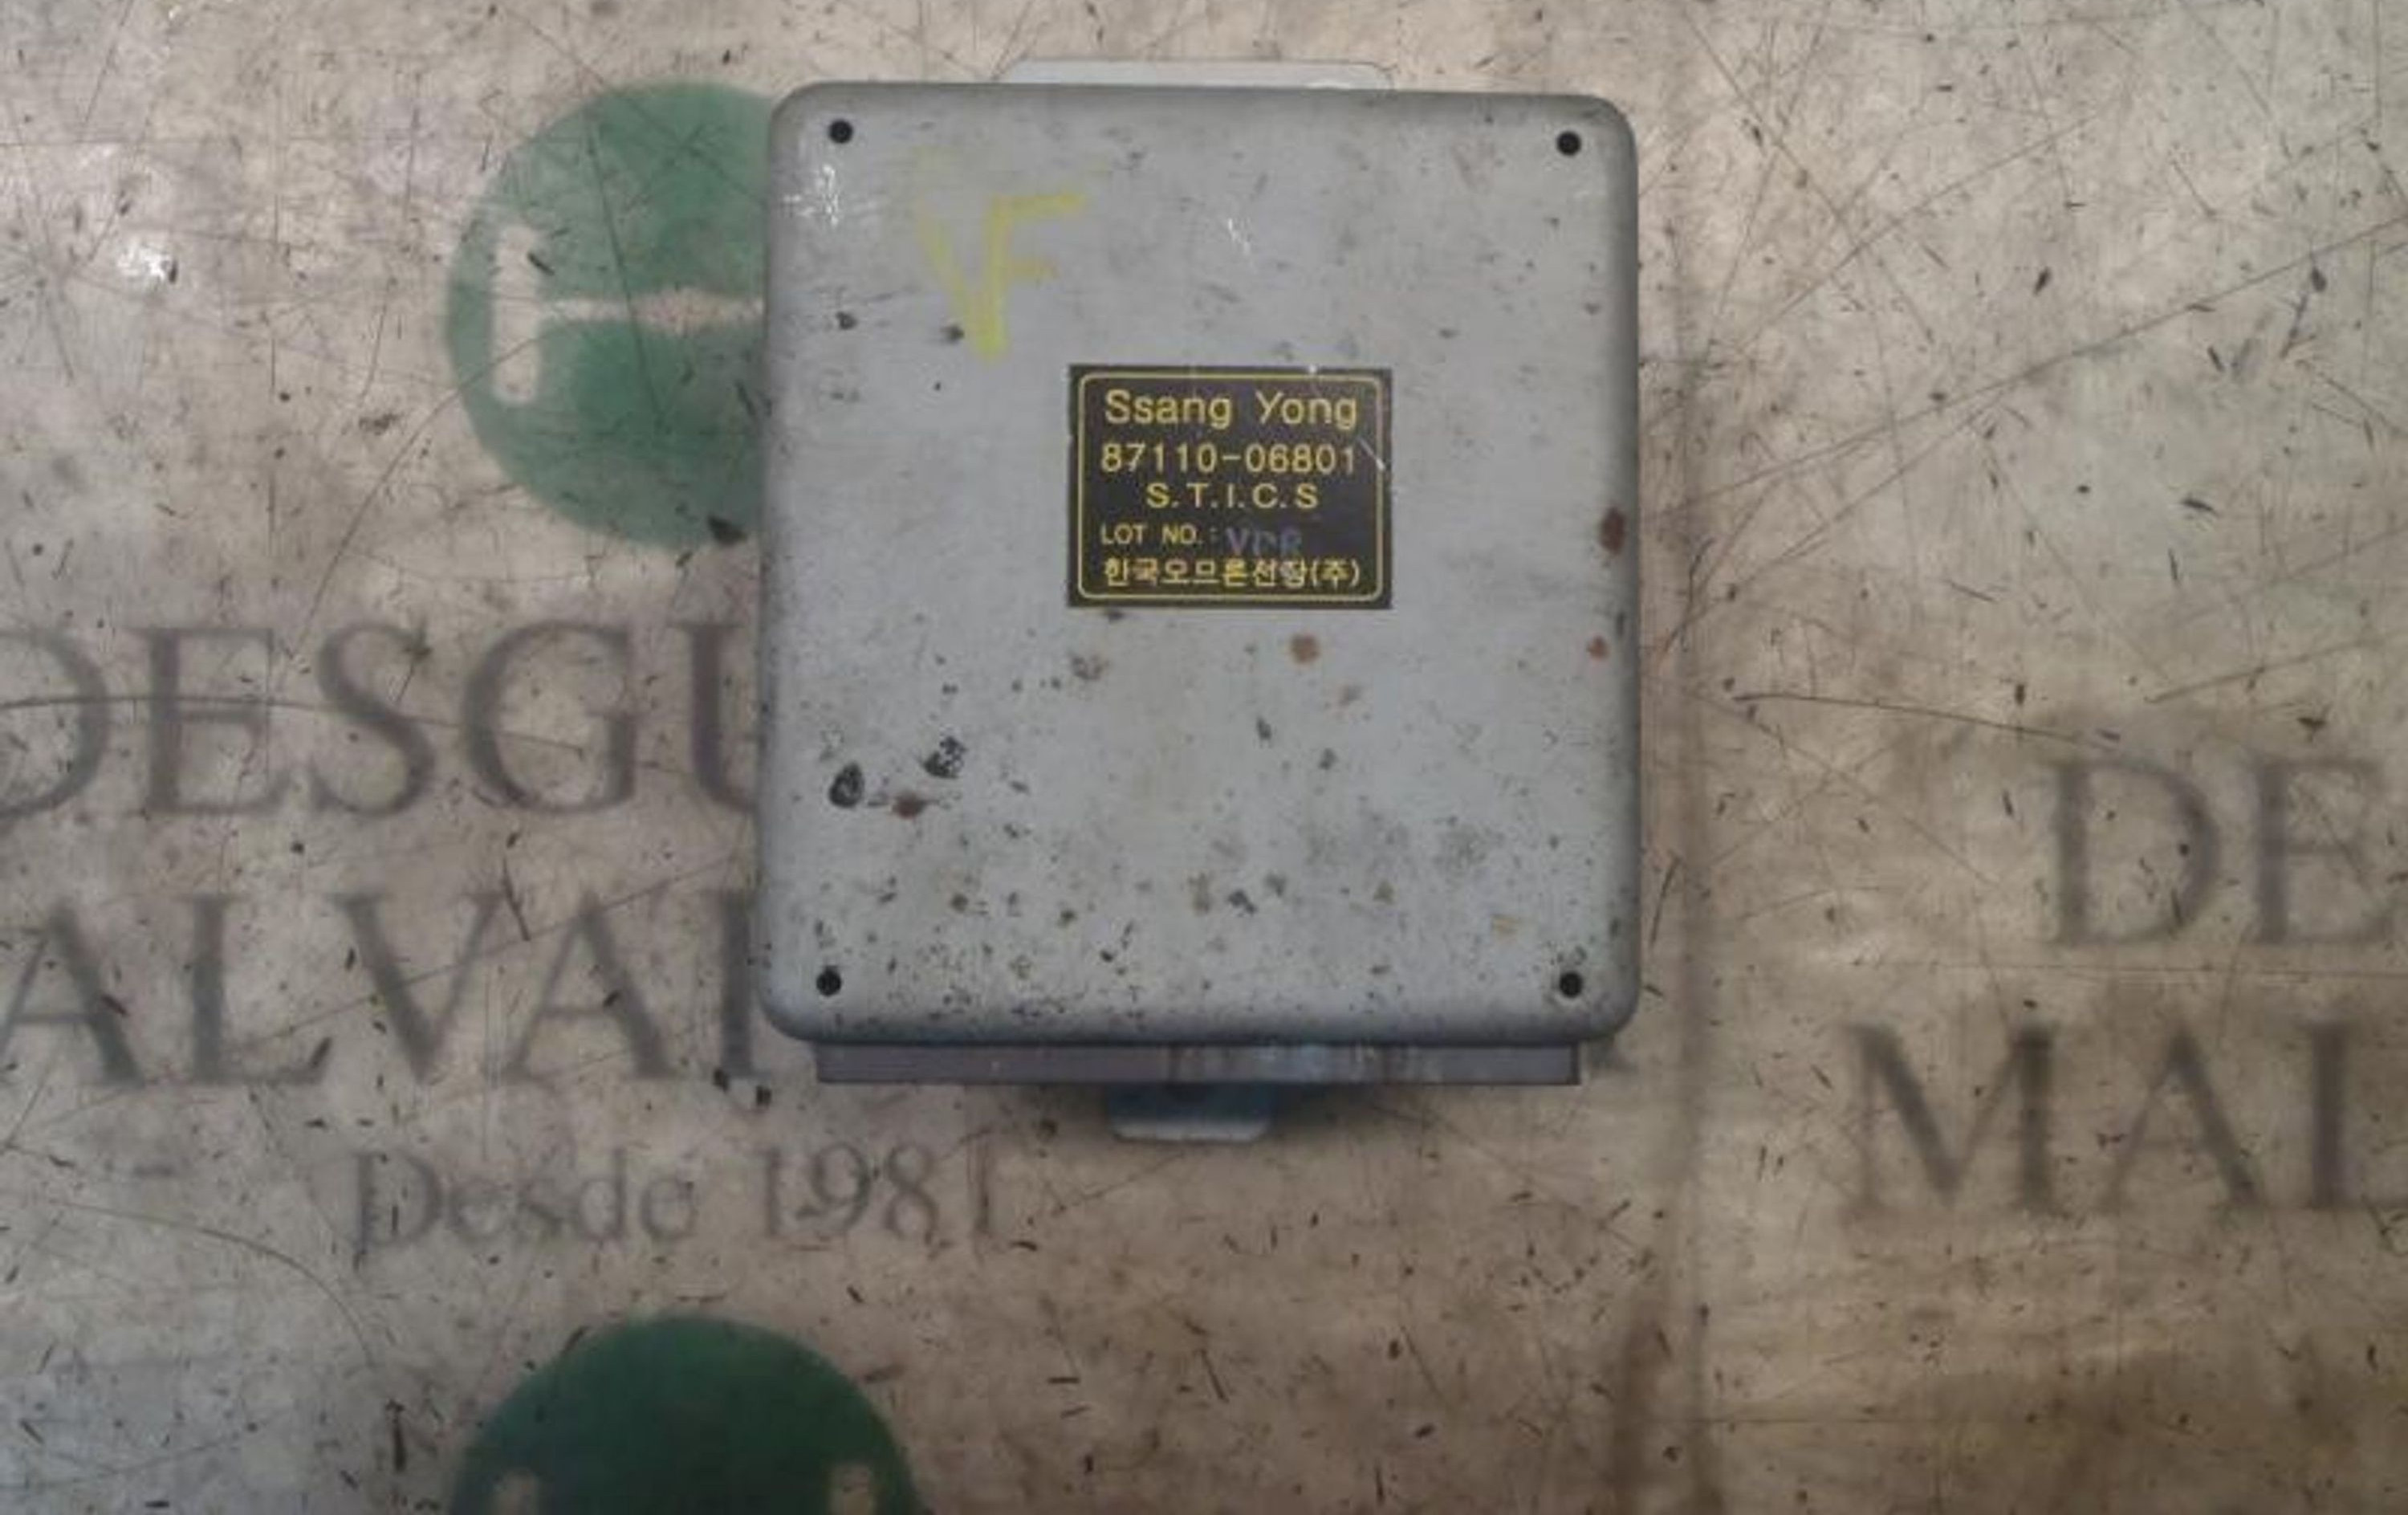 VF
Ssang Yong
87110-06801
S.T.I.C.S
LOT NO.:
한국오므론전장(주)
DESGU
DE
ALVA
MAL
Desde 1981